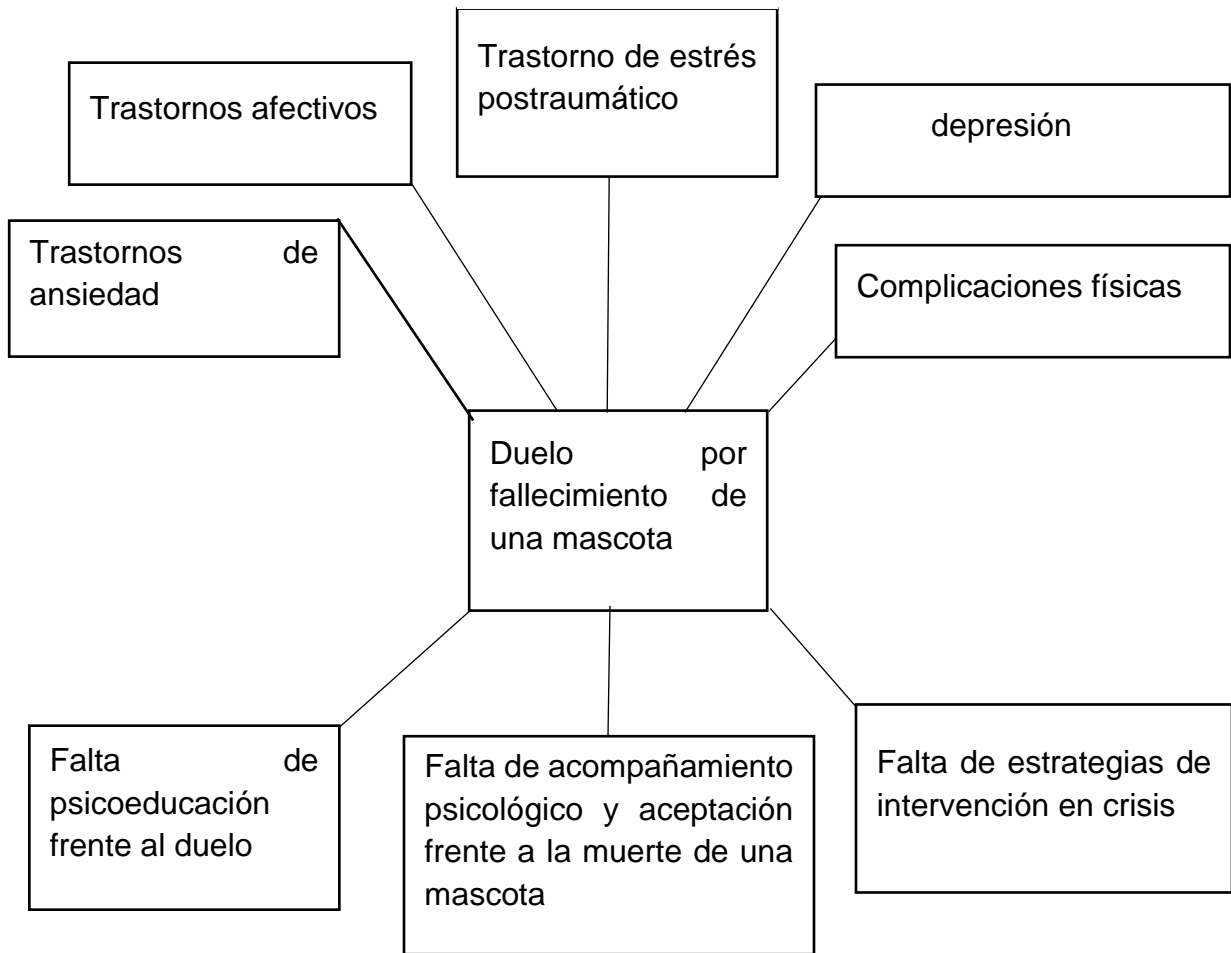 Trastorno de estrés
postraumático
Trastornos afectivos
depresión
Trastornos de
ansiedad
Complicaciones físicas
Duelo por
fallecimiento de
una mascota
Falta de
psicoeducación
frente al duelo
Falta de acompañamiento
psicológico y aceptación
frente a la muerte de una
mascota
Falta de estrategias de
intervención en crisis